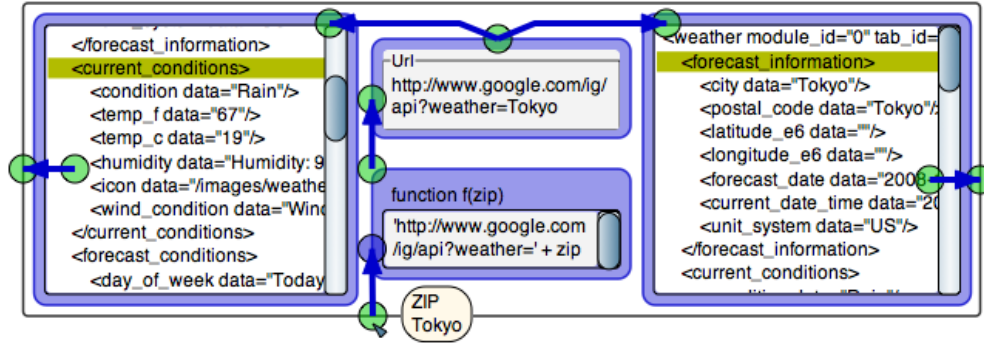 </forecast_information>
<current_conditions>
<condition data="Rain"/>
<temp_f data="67"/>
<temp_c data="19"/>
<humidity data="Humidity: 9
<icon data="/images/weathe
<wind_condition data="Wind
</current_conditions>
<forecast_conditions>
<day_of_week data="Today
Url
http://www.google.com/ig/
api?weather=Tokyo
function f(zip)
'http://www.google.com
/ig/api?weather=' + zip
ZIP
Tokyo
<weather module_id="0" tab_id=
<forecast_information>
<city data="Tokyo"/>
<postal_code data="Tokyo"/>
<latitude_e6 data=""/>
<longitude_e6 data=""/>
<forecast_date data="2008-
<current_date_time data="20
<unit_system data="US"/>
</forecast_information>
<current_conditions>